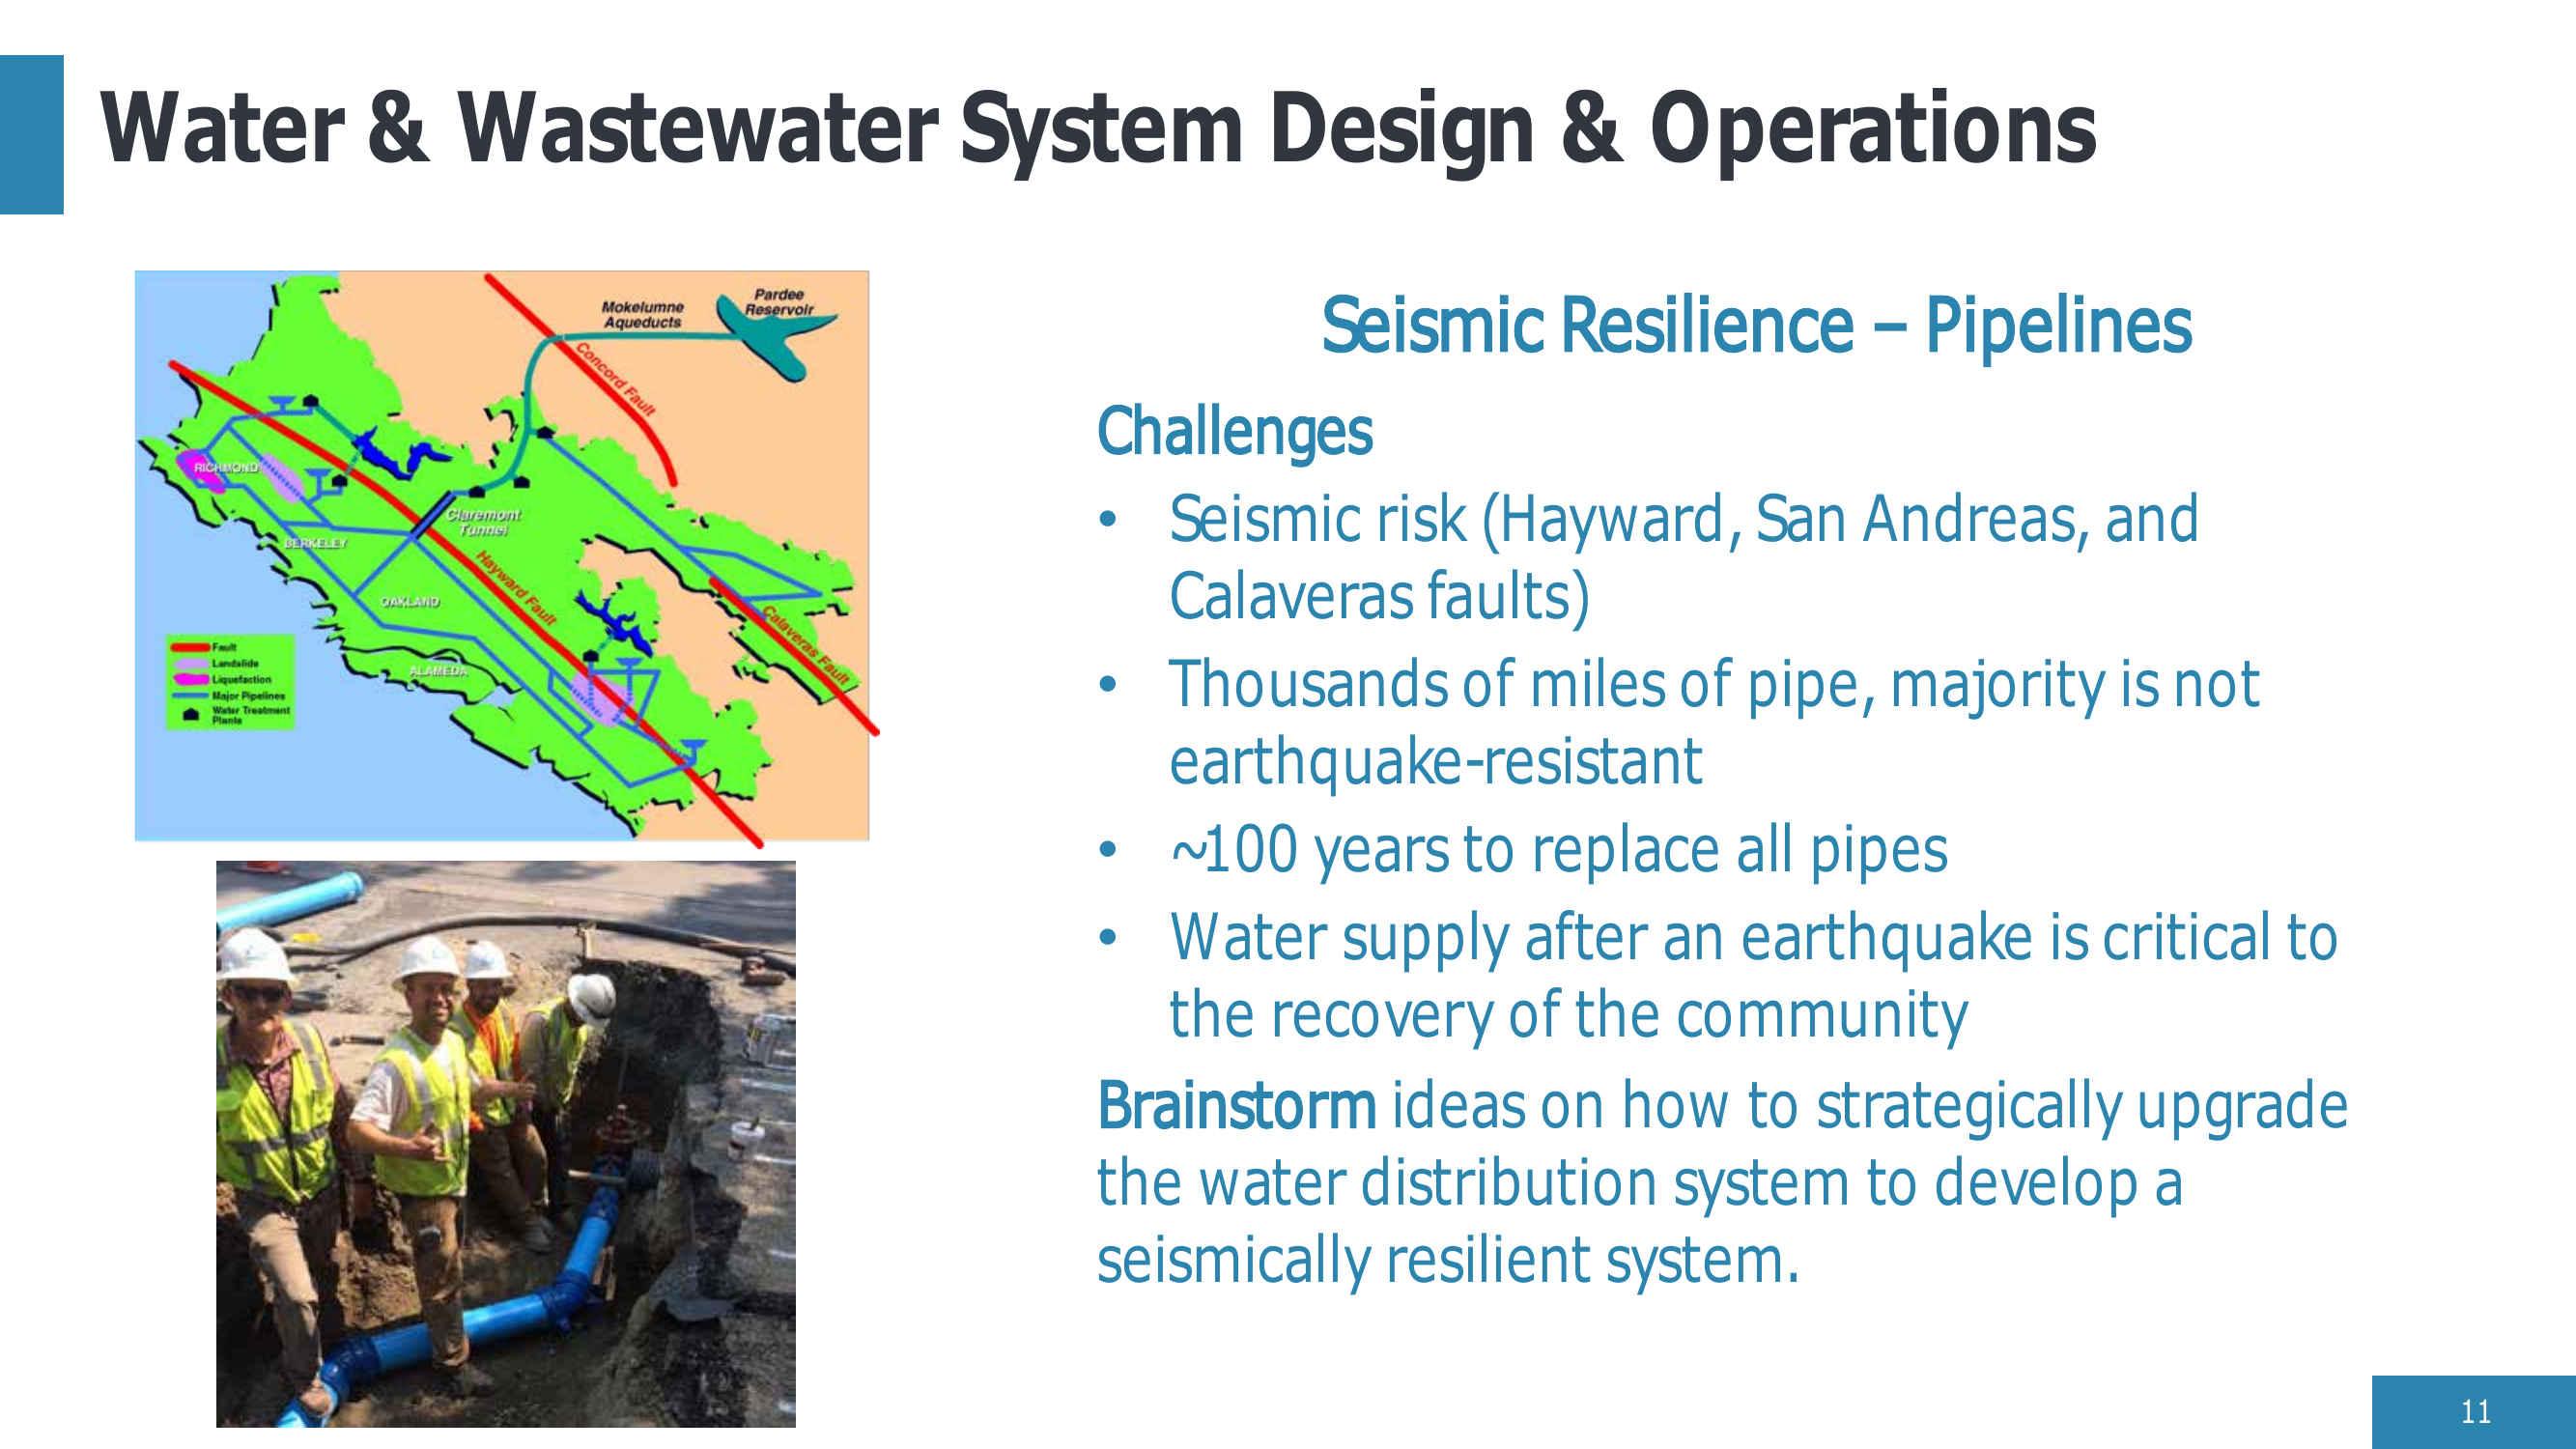 Water & Wastewater System Design & Operations
Mokelumne
Aqueducts
Pardee
Reservoir
Concord Fault
RICHMOND
Claremont
Tunnel
BERKELEY
Hayward Fault
OAKLAND
Calaveras Fault
ALAMEDA
Fault
Landslide
Liquefaction
Major Pipelines
Water Treatment
Plants
Seismic Resilience – Pipelines
Challenges
• Seismic risk (Hayward, San Andreas, and
Calaveras faults)
• Thousands of miles of pipe, majority is not
earthquake-resistant
• ~100 years to replace all pipes
• Water supply after an earthquake is critical to
the recovery of the community
Brainstorm ideas on how to strategically upgrade
the water distribution system to develop a
seismically resilient system.
11